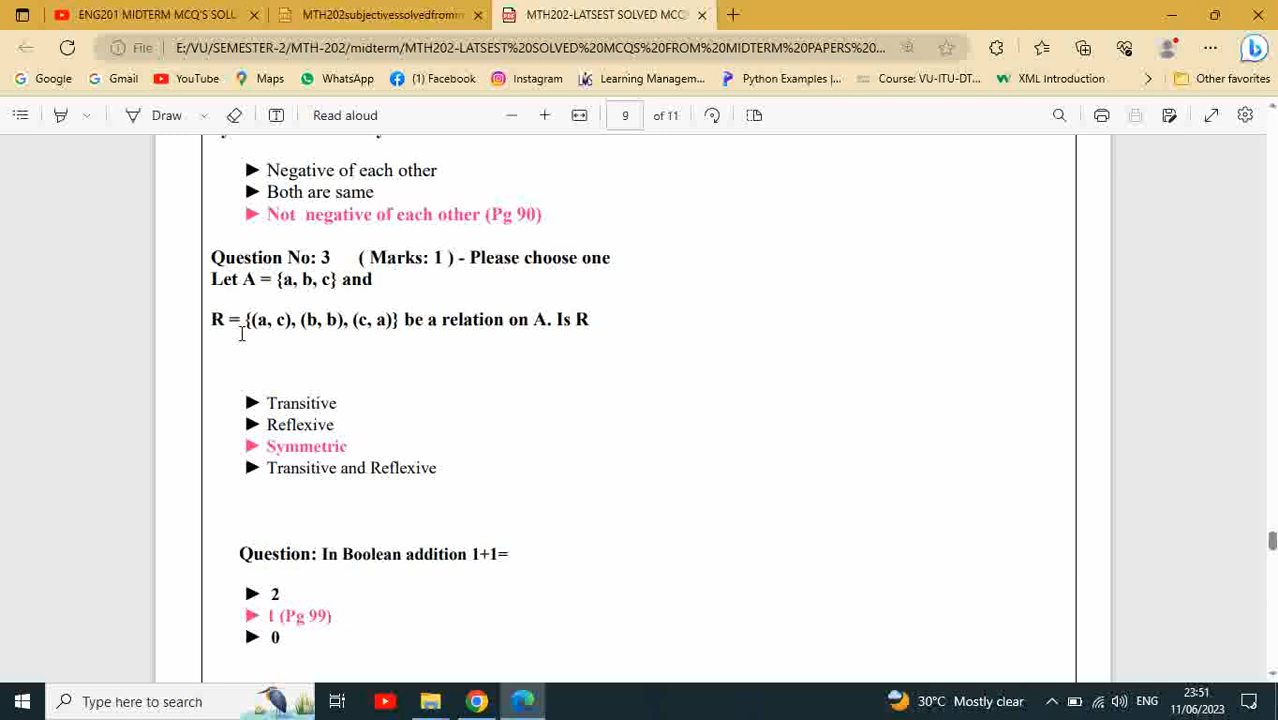 ENG201 MIDTERM MCQ'S SOLL
MTH202subjectivessolvedfrommi
MTH202-LATSEST SOLVED MCQ
File
E:/VU/SEMESTER-2/MTH-202/midterm/MTH202-LATSEST%20SOLVED%20MCQS%20FROM%20MIDTERM%20PAPERS%20...
Google Gmail YouTube Maps WhatsApp (1) Facebook Instagram Learning Managem... Python Examples |... Course: VU-ITU-DT... XML Introduction Other favorites
Draw Read aloud 9 of 11
► Negative of each other
► Both are same
► Not negative of each other (Pg 90)
Question No: 3 ( Marks: 1 ) - Please choose one
Let A = {a, b, c} and
R = {(a, c), (b, b), (c, a)} be a relation on A. Is R
► Transitive
► Reflexive
► Symmetric
► Transitive and Reflexive
Question: In Boolean addition 1+1=
► 2
► 1 (Pg 99)
► 0
Type here to search
30°C Mostly clear
ENG
23:51
11/06/2023